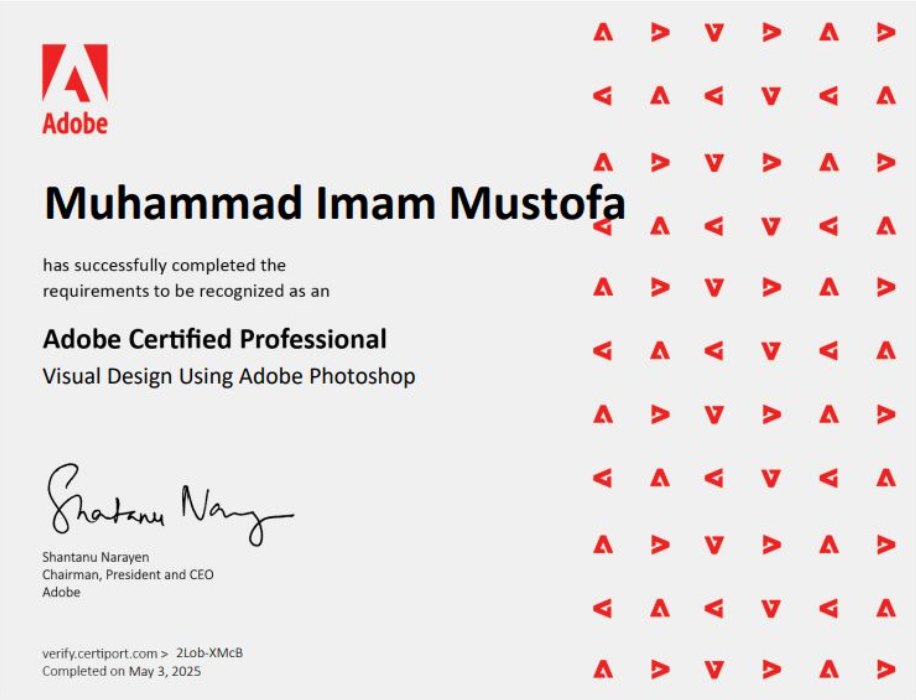 Adobe
Muhammad Imam Mustofa
has successfully completed the
requirements to be recognized as an
Adobe Certified Professional
Visual Design Using Adobe Photoshop
Shantanu Narayen
Chairman, President and CEO
Adobe
verify.certiport.com > 2Lob-XMcB
Completed on May 3, 2025